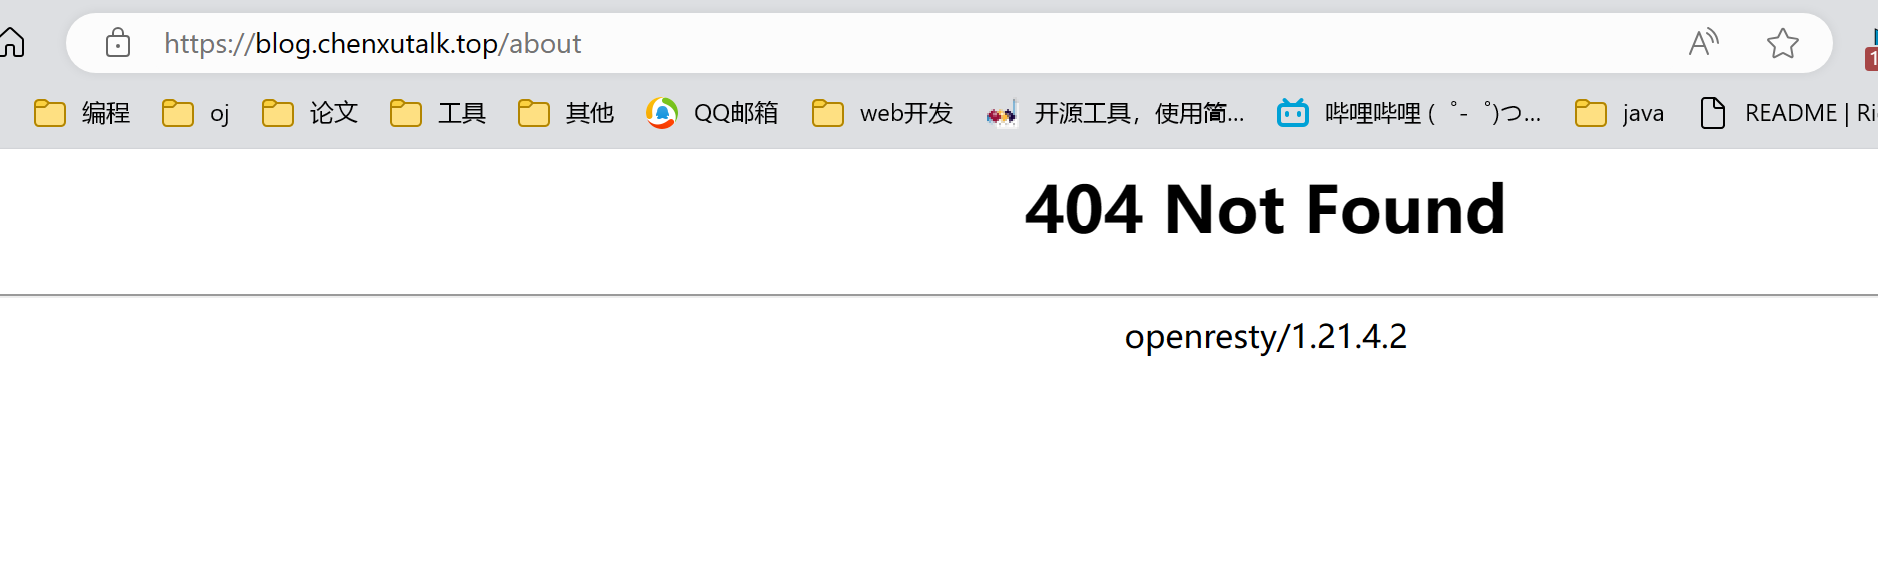 https://blog.chenxutalk.top/about
编程 oj 论文 工具 其他 QQ邮箱 web开发 开源工具，使用简... 哔哩哔哩 (゜-゜)つ... java README | Ri
404 Not Found
openresty/1.21.4.2